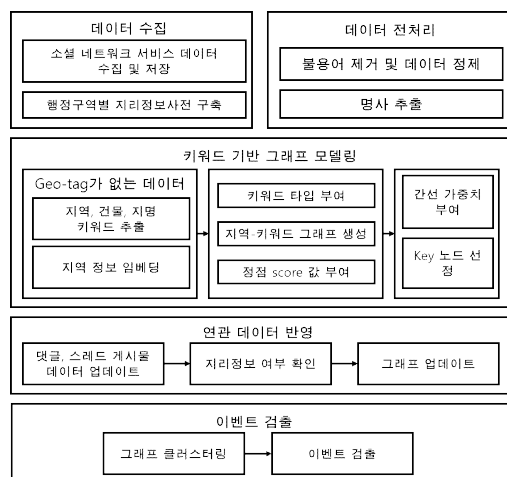 데이터 수집
소셜 네트워크 서비스 데이터
수집 및 저장
행정구역별 지리정보사전 구축
데이터 전처리
불용어 제거 및 데이터 정제
명사 추출
키워드 기반 그래프 모델링
Geo-tag가 없는 데이터
지역, 건물, 지명
키워드 추출
지역 정보 임베딩
키워드 타입 부여
지역-키워드 그래프 생성
정점 score 값 부여
간선 가중치
부여
Key 노드 선
정
연관 데이터 반영
댓글, 스레드 게시물
데이터 업데이트
지리정보 여부 확인
그래프 업데이트
이벤트 검출
그래프 클러스터링
이벤트 검출